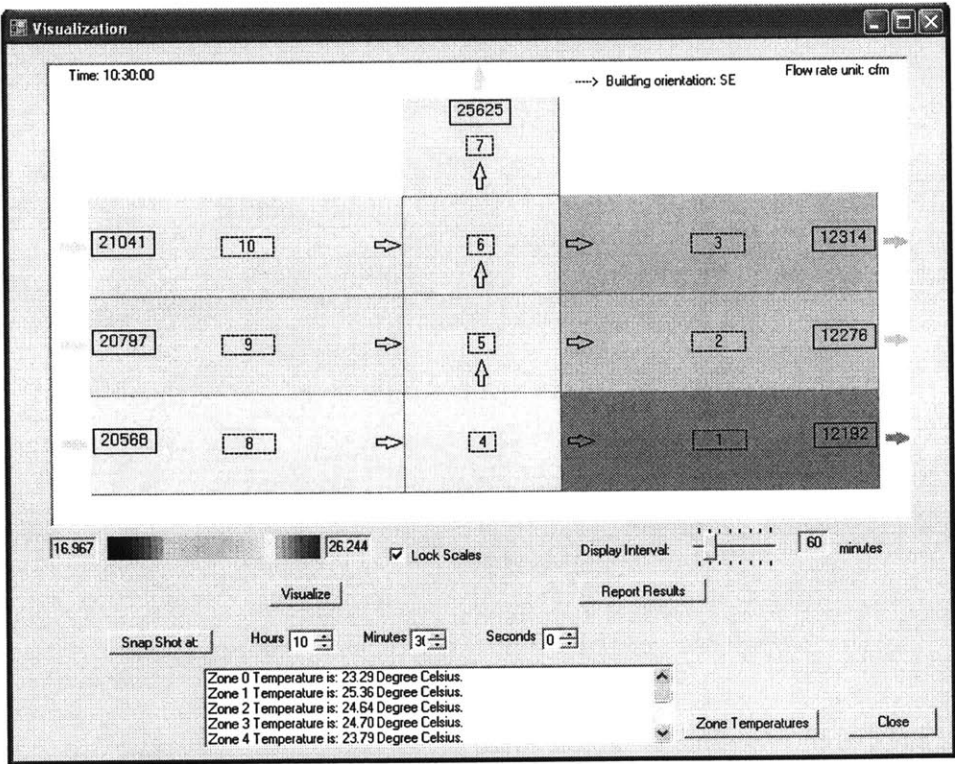 Visualization
Time: 10:30:00
----> Building orientation: SE
Flow rate unit: cfm
25625
7
21041 10 6 3 12314
20797 9 5 2 12278
20568 8 4 1 12192
16.967 26.244 Lock Scales Display Interval: 60 minutes
Visualize Report Results
Snap Shot at: Hours 10 Minutes 30 Seconds 0
Zone 0 Temperature is: 23.29 Degree Celsius.
Zone 1 Temperature is: 25.36 Degree Celsius.
Zone 2 Temperature is: 24.64 Degree Celsius.
Zone 3 Temperature is: 24.70 Degree Celsius.
Zone 4 Temperature is: 23.79 Degree Celsius.
Zone Temperatures Close